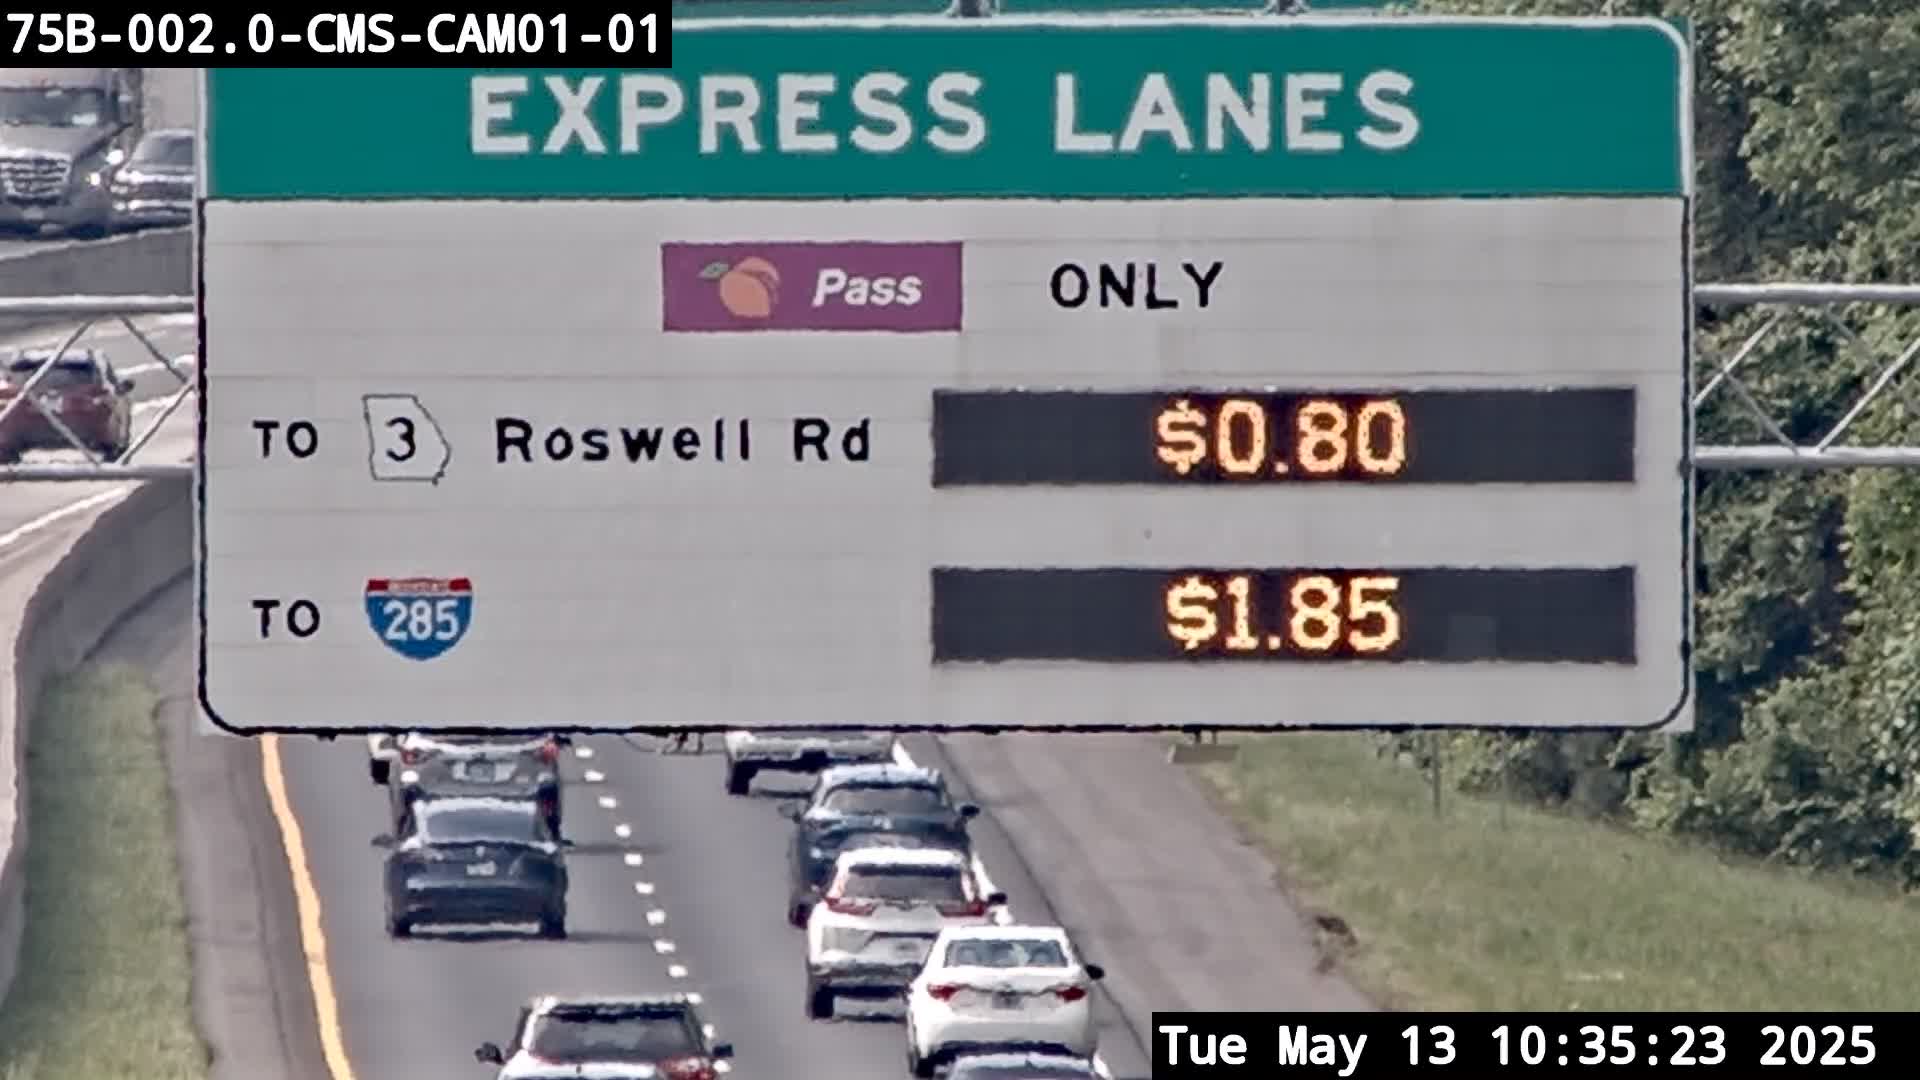 75B-002.0-CMS-CAM01-01
EXPRESS LANES
Pass ONLY
TO 3 Roswell Rd $0.80
TO 285 $1.85
Tue May 13 10:35:23 2025